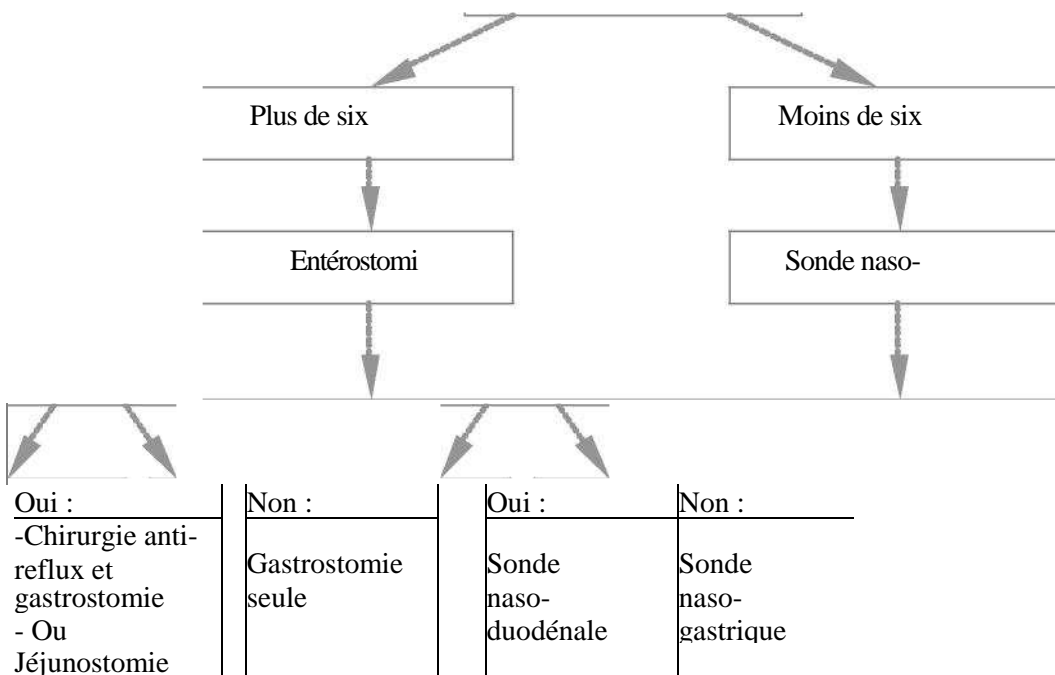 Plus de six
Moins de six
Entérostomi
Sonde naso-
Oui :
-Chirurgie anti-
reflux et
gastrostomie
- Ou
Jéjunostomie
Non :
Gastrostomie
seule
Oui :
Sonde
naso-
duodénale
Non :
Sonde
naso-
gastrique